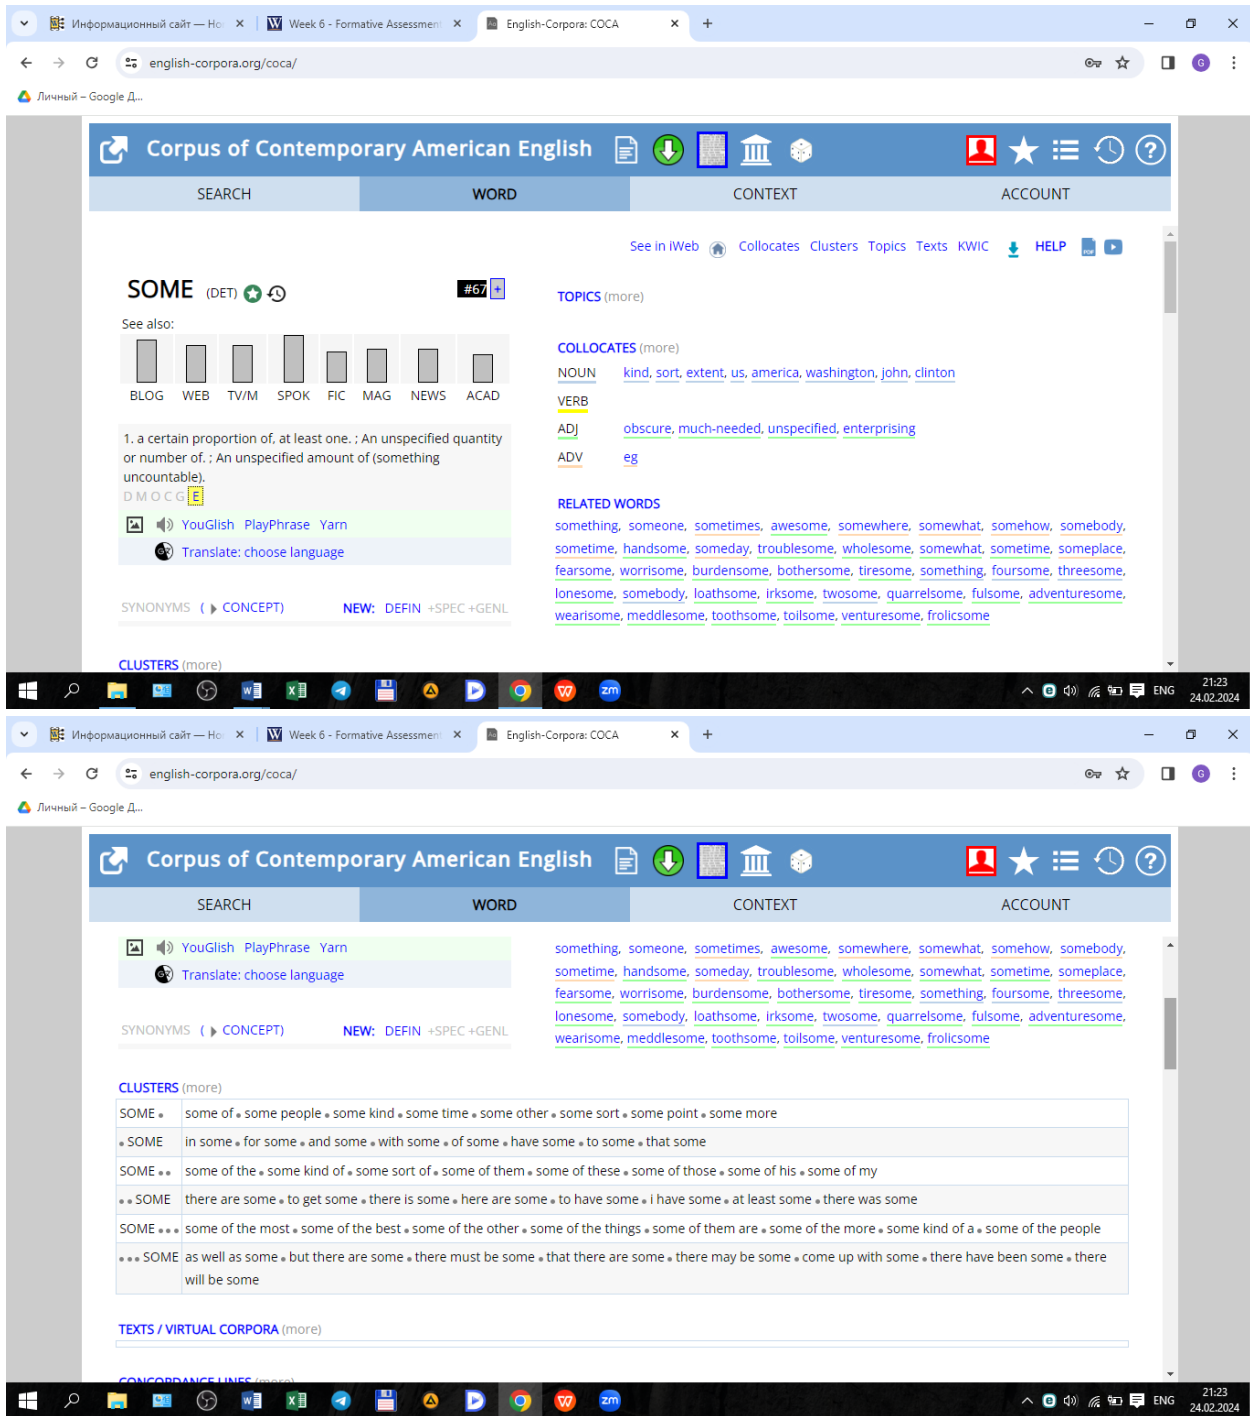 Информационный сайт — Но
Week 6 - Formative Assessment
English-Corpora: COCA
english-corpora.org/coca/
G
Личный – Google Д...
Corpus of Contemporary American English
SEARCH WORD CONTEXT ACCOUNT
See in iWeb Collocates Clusters Topics Texts KWIC HELP PDF
SOME (DET) #67 +
See also:
BLOG WEB TV/M SPOK FIC MAG NEWS ACAD
1. a certain proportion of, at least one. ; An unspecified quantity
or number of. ; An unspecified amount of (something
uncountable).
D M O C G E
YouGlish PlayPhrase Yarn
Translate: choose language
SYNONYMS ( CONCEPT) NEW: DEFIN +SPEC +GENL
TOPICS (more)
COLLOCATES (more)
NOUN kind, sort, extent, us, america, washington, john, clinton
VERB
ADJ obscure, much-needed, unspecified, enterprising
ADV eg
RELATED WORDS
something, someone, sometimes, awesome, somewhere, somewhat, somehow, somebody,
sometime, handsome, someday, troublesome, wholesome, somewhat, sometime, someplace,
fearsome, worrisome, burdensome, bothersome, tiresome, something, foursome, threesome,
lonesome, somebody, loathsome, irksome, twosome, quarrelsome, fulsome, adventuresome,
wearisome, meddlesome, toothsome, toilsome, venturesome, frolicsome
CLUSTERS (more)
zm
ENG 21:23
24.02.2024
Информационный сайт — Но
Week 6 - Formative Assessment
English-Corpora: COCA
english-corpora.org/coca/
G
Личный – Google Д...
Corpus of Contemporary American English
SEARCH WORD CONTEXT ACCOUNT
YouGlish PlayPhrase Yarn
Translate: choose language
SYNONYMS ( CONCEPT) NEW: DEFIN +SPEC +GENL
something, someone, sometimes, awesome, somewhere, somewhat, somehow, somebody,
sometime, handsome, someday, troublesome, wholesome, somewhat, sometime, someplace,
fearsome, worrisome, burdensome, bothersome, tiresome, something, foursome, threesome,
lonesome, somebody, loathsome, irksome, twosome, quarrelsome, fulsome, adventuresome,
wearisome, meddlesome, toothsome, toilsome, venturesome, frolicsome
CLUSTERS (more)
SOME • some of • some people • some kind • some time • some other • some sort • some point • some more
• SOME in some • for some • and some • with some • of some • have some • to some • that some
SOME • • some of the • some kind of • some sort of • some of them • some of these • some of those • some of his • some of my
• • SOME there are some • to get some • there is some • here are some • to have some • i have some • at least some • there was some
SOME • • • some of the most • some of the best • some of the other • some of the things • some of them are • some of the more • some kind of a • some of the people
• • • SOME as well as some • but there are some • there must be some • that there are some • there may be some • come up with some • there have been some • there
will be some
TEXTS / VIRTUAL CORPORA (more)
CONCORDANCE LINES (more)
zm
ENG 21:23
24.02.2024